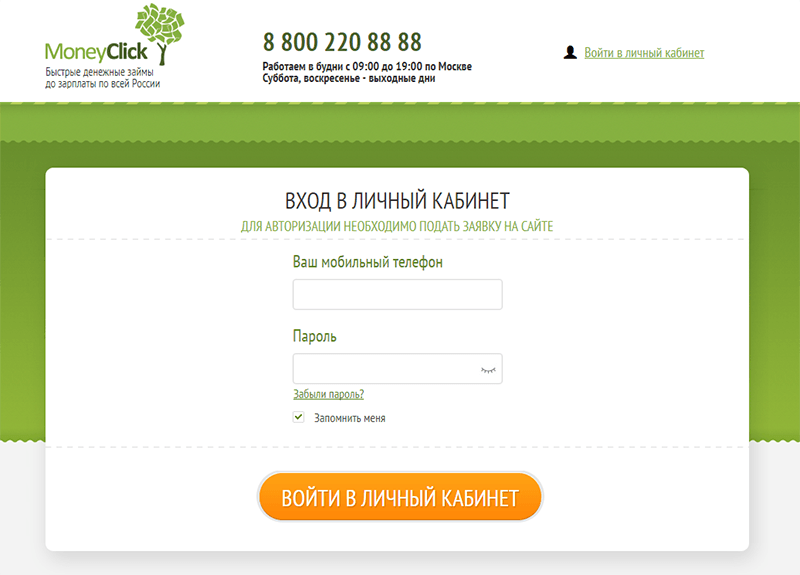 MoneyClick
Быстрые денежные займы
до зарплаты по всей России
8 800 220 88 88
Работаем в будни с 09:00 до 19:00 по Москве
Суббота, воскресенье - выходные дни
Войти в личный кабинет
ВХОД В ЛИЧНЫЙ КАБИНЕТ
ДЛЯ АВТОРИЗАЦИИ НЕОБХОДИМО ПОДАТЬ ЗАЯВКУ НА САЙТЕ
Ваш мобильный телефон
Пароль
Забыли пароль?
Запомнить меня
ВОЙТИ В ЛИЧНЫЙ КАБИНЕТ